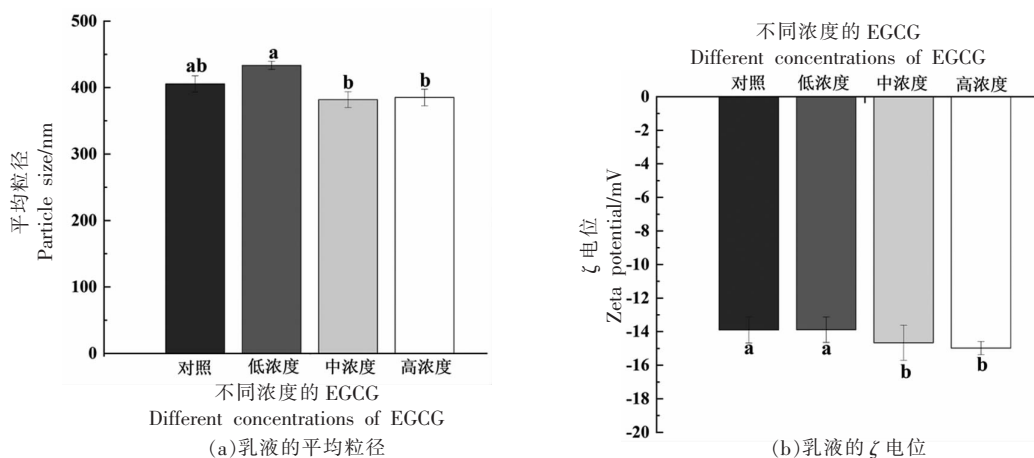 500
400
300
200
100
0
平均粒径
Particle size/nm
ab
a
b
b
对照
低浓度
中浓度
高浓度
不同浓度的 EGCG
Different concentrations of EGCG
(a)乳液的平均粒径
不同浓度的 EGCG
Different concentrations of EGCG
对照
低浓度
中浓度
高浓度
0
-2
-4
-6
-8
-10
-12
-14
-16
-18
-20
ζ电位
Zeta potential/mV
a
a
b
b
(b)乳液的ζ电位